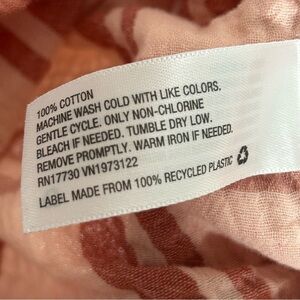 100% COTTON
MACHINE WASH COLD WITH LIKE COLORS.
GENTLE CYCLE. ONLY NON-CHLORINE
BLEACH IF NEEDED. TUMBLE DRY LOW.
REMOVE PROMPTLY. WARM IRON IF NEEDED.
RN17730 VN1973122
LABEL MADE FROM 100% RECYCLED PLASTIC